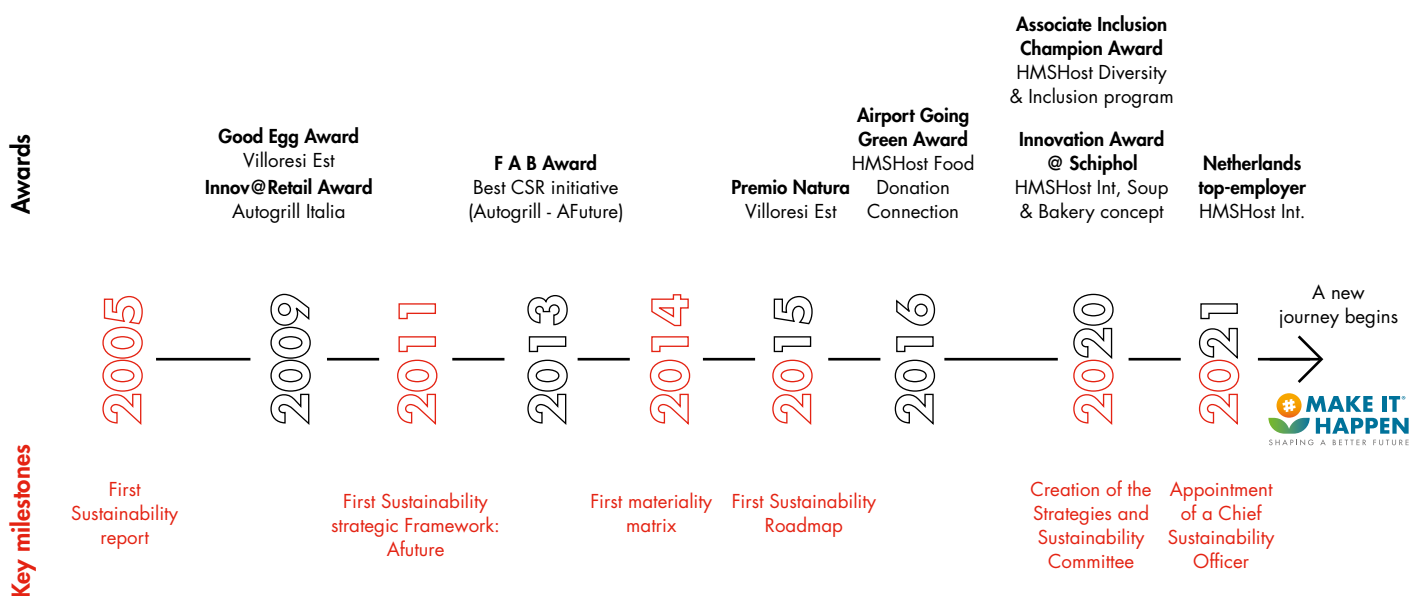 Awards
Good Egg Award
Villoresi Est
Innov@Retail Award
Autogrill Italia
F A B Award
Best CSR initiative
(Autogrill - AFuture)
Premio Natura
Villoresi Est
Airport Going
Green Award
HMSHost Food
Donation
Connection
Associate Inclusion
Champion Award
HMSHost Diversity
& Inclusion program
Innovation Award
@ Schiphol
HMSHost Int, Soup
& Bakery concept
Netherlands
top-employer
HMSHost Int.
2005
2009
2011
2013
2014
2015
2016
2020
2021
A new
journey begins
# MAKE IT®
HAPPEN
SHAPING A BETTER FUTURE
Key milestones
First
Sustainability
report
First Sustainability
strategic Framework:
Afuture
First materiality
matrix
First Sustainability
Roadmap
Creation of the
Strategies and
Sustainability
Committee
Appointment
of a Chief
Sustainability
Officer